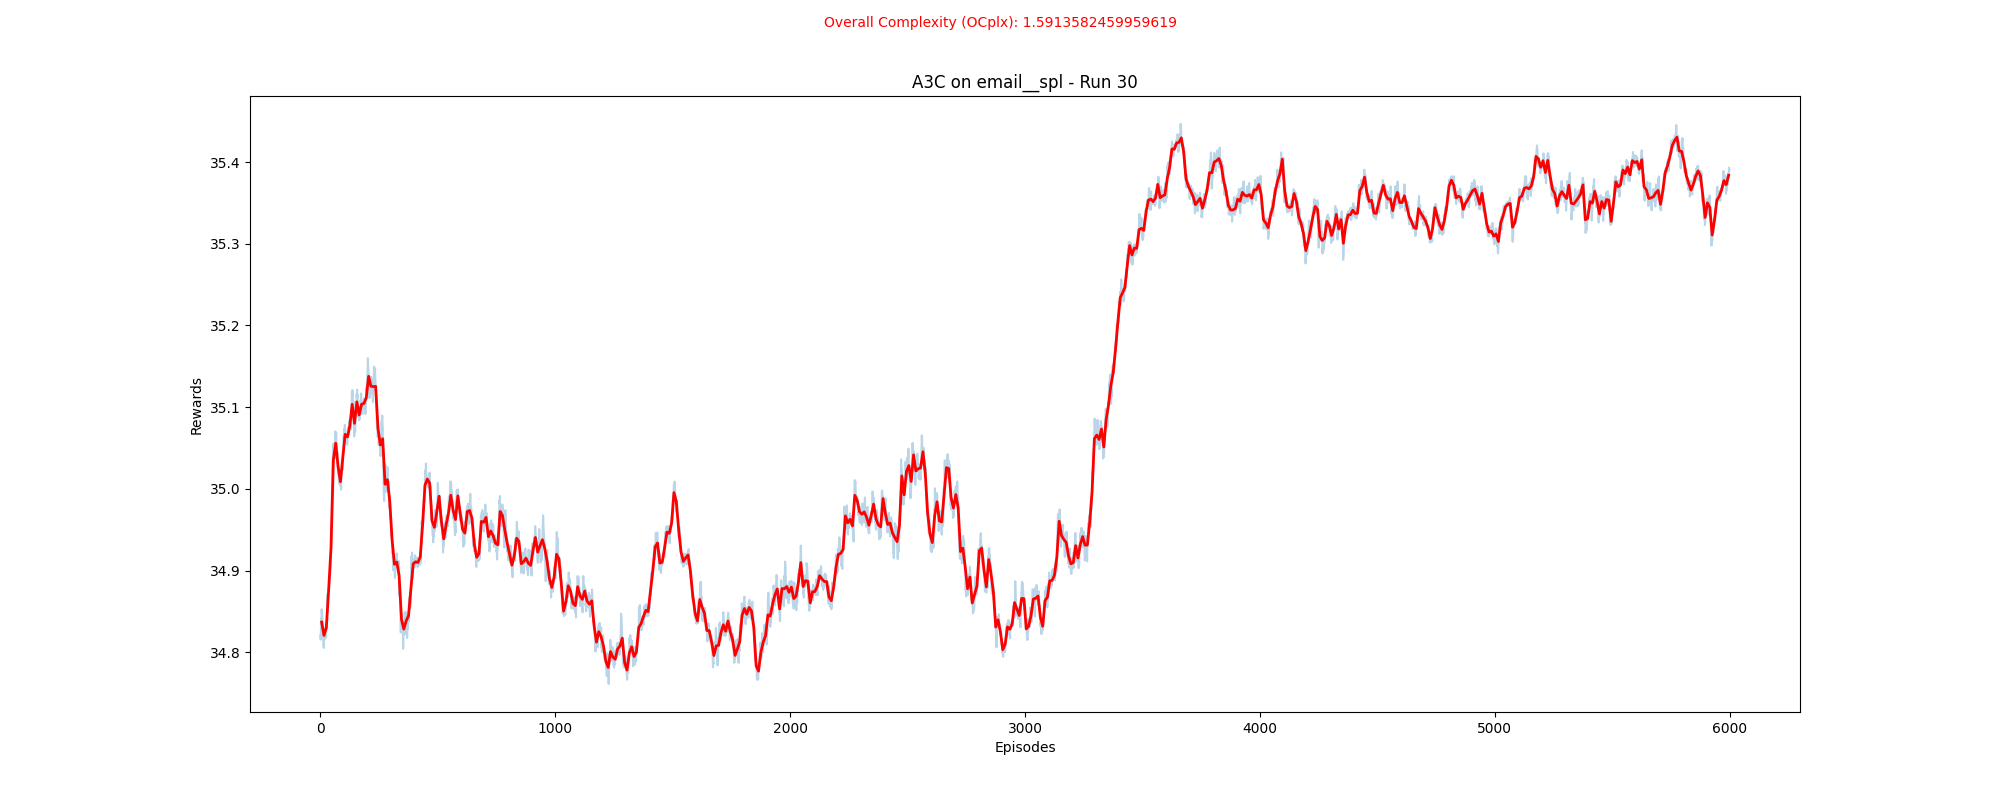 Overall Complexity (OCplx): 1.5913582459959619
A3C on email__spl - Run 30
35.4
35.3
35.2
35.1
35.0
34.9
34.8
Rewards
0 1000 2000 3000 4000 5000 6000
Episodes